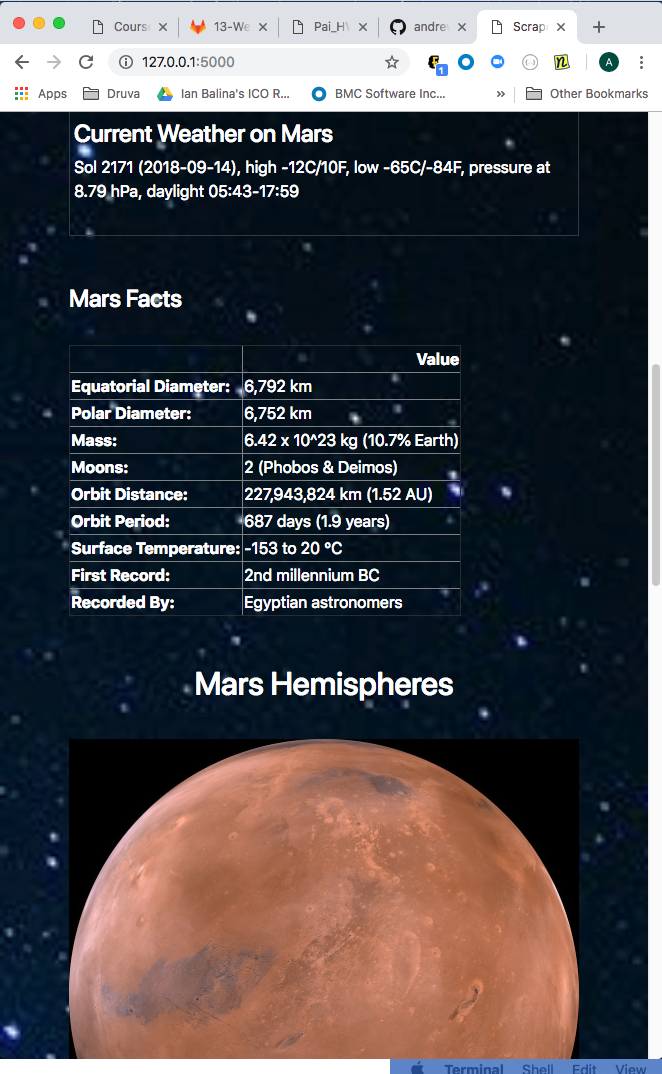 Course
13-We
Pai_HV
andrew
Scrap
127.0.0.1:5000
1
A
Apps
Druva
Ian Balina's ICO R...
BMC Software Inc...
»
Other Bookmarks
Current Weather on Mars
Sol 2171 (2018-09-14), high -12C/10F, low -65C/-84F, pressure at
8.79 hPa, daylight 05:43-17:59
Mars Facts
Value
Equatorial Diameter: 6,792 km
Polar Diameter: 6,752 km
Mass: 6.42 x 10^23 kg (10.7% Earth)
Moons: 2 (Phobos & Deimos)
Orbit Distance: 227,943,824 km (1.52 AU)
Orbit Period: 687 days (1.9 years)
Surface Temperature: -153 to 20 °C
First Record: 2nd millennium BC
Recorded By: Egyptian astronomers
Mars Hemispheres
Terminal Shell Edit View